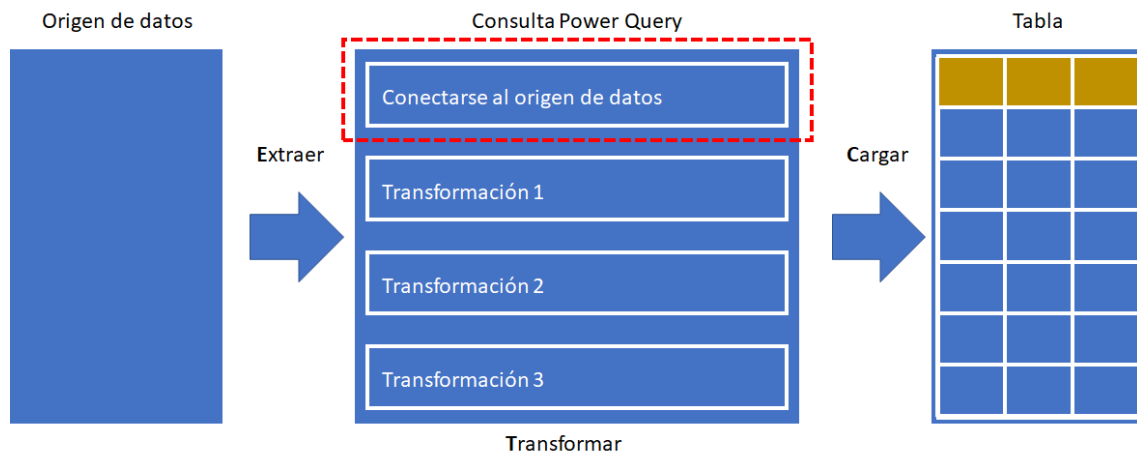 Origen de datos
Consulta Power Query
Tabla
Conectarse al origen de datos
Extraer
Cargar
Transformación 1
Transformación 2
Transformación 3
Transformar